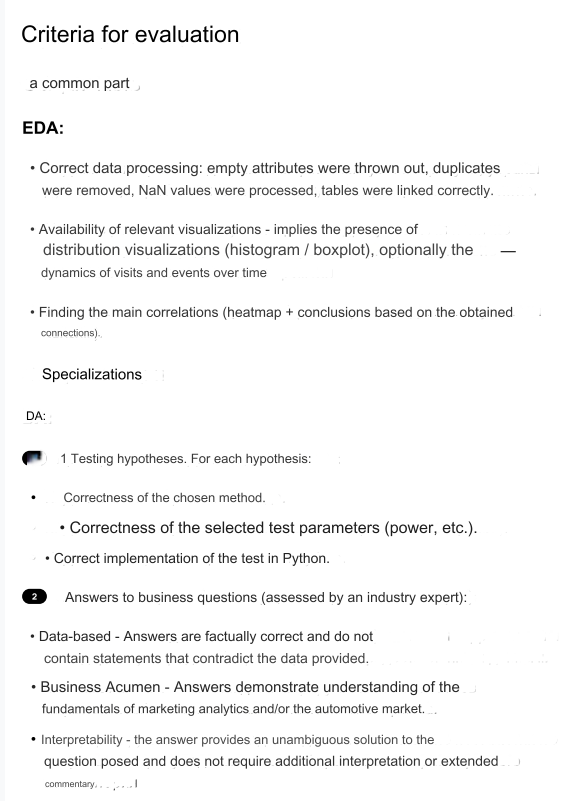 Criteria for evaluation
a common part
EDA:
• Correct data processing: empty attributes were thrown out, duplicates
were removed, NaN values were processed, tables were linked correctly.
• Availability of relevant visualizations - implies the presence of
distribution visualizations (histogram / boxplot), optionally the —
dynamics of visits and events over time
• Finding the main correlations (heatmap + conclusions based on the obtained
connections).
Specializations
DA:
1 Testing hypotheses. For each hypothesis:
• Correctness of the chosen method.
• Correctness of the selected test parameters (power, etc.).
• Correct implementation of the test in Python.
2 Answers to business questions (assessed by an industry expert):
• Data-based - Answers are factually correct and do not
contain statements that contradict the data provided.
• Business Acumen - Answers demonstrate understanding of the
fundamentals of marketing analytics and/or the automotive market.
• Interpretability - the answer provides an unambiguous solution to the
question posed and does not require additional interpretation or extended
commentary.